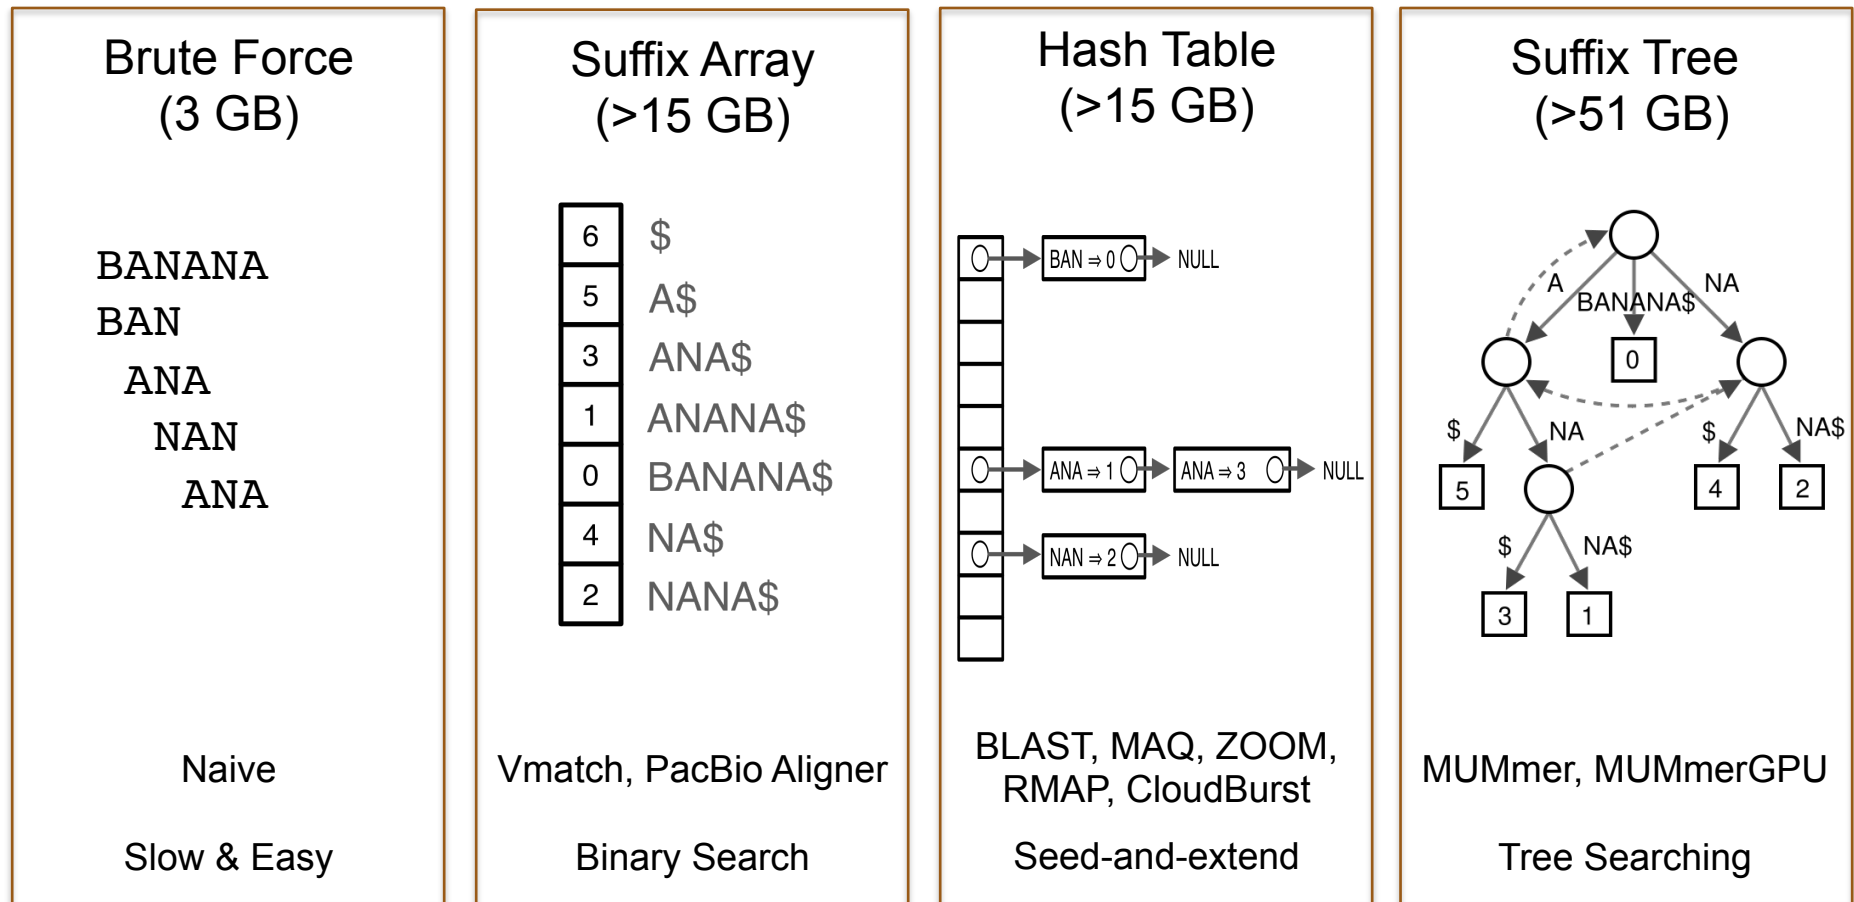 Brute Force
(3 GB)
BANANA
BAN
ANA
NAN
ANA
Naive
Slow & Easy
Suffix Array
(>15 GB)
6 $
5 A$
3 ANA$
1 ANANA$
0 BANANA$
4 NA$
2 NANA$
Vmatch, PacBio Aligner
Binary Search
Hash Table
(>15 GB)
BAN ⇒ 0 NULL
ANA ⇒ 1 ANA ⇒ 3 NULL
NAN ⇒ 2 NULL
BLAST, MAQ, ZOOM,
RMAP, CloudBurst
Seed-and-extend
Suffix Tree
(>51 GB)
A BANANA$ NA
0
$ NA $ NA$
5 4 2
$ NA$
3 1
MUMmer, MUMmerGPU
Tree Searching